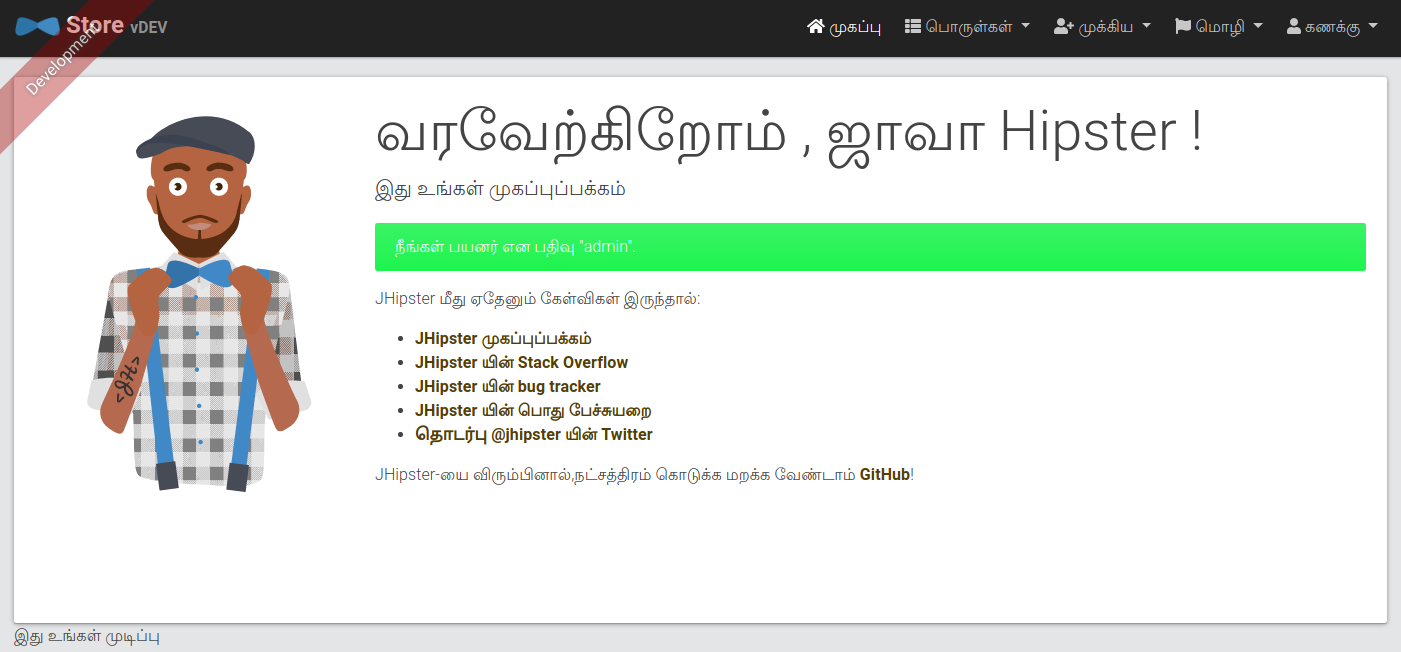 Store vDEV
முகப்பு பொருள்கள் முக்கிய மொழி கணக்கு
Development
வரவேற்கிறோம் , ஜாவா Hipster !
இது உங்கள் முகப்புப்பக்கம்
நீங்கள் பயனர் என பதிவு "admin".
JHipster மீது ஏதேனும் கேள்விகள் இருந்தால்:
JHipster முகப்புப்பக்கம்
JHipster யின் Stack Overflow
JHipster யின் bug tracker
JHipster யின் பொது பேச்சுயறை
தொடர்பு @jhipster யின் Twitter
JHipster-யை விரும்பினால்,நட்சத்திரம் கொடுக்க மறக்க வேண்டாம் GitHub!
<JH>
இது உங்கள் முடிப்பு